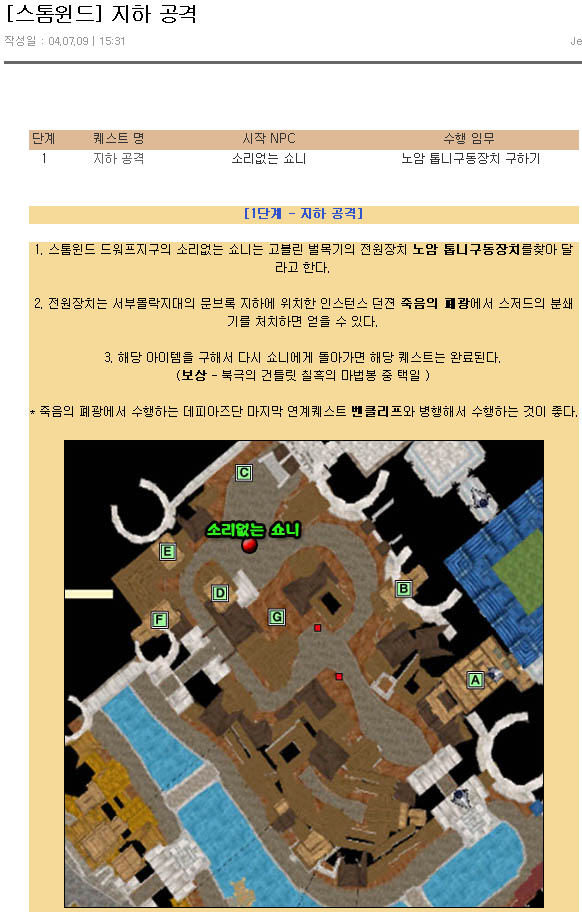 [스톰윈드] 지하 공격
작성일 : 04.07.09 | 15:31
Je
단계 퀘스트 명 시작 NPC 수행 임무
1 지하 공격 소리없는 쇼니 노암 톱니구동장치 구하기
[1단계 - 지하 공격]
1. 스톰윈드 드워프지구의 소리없는 쇼니는 고블린 벌목기의 전원장치 노암 톱니구동장치를찾아 달
라고 한다.
2. 전원장치는 서부몰락지대의 문브룩 지하에 위치한 인스턴스 던젼 죽음의 폐광에서 스저드의 분쇄
기를 처치하면 얻을 수 있다.
3. 해당 아이템을 구해서 다시 쇼니에게 돌아가면 해당 퀘스트는 완료된다.
(보상 - 북극의 건틀릿 칠흑의 마법봉 중 택일 )
* 죽음의 폐광에서 수행하는 데피아즈단 마지막 연계퀘스트 벤클리프와 병행해서 수행하는 것이 좋다.
C
소리없는 쇼니
E
D
B
F
G
A